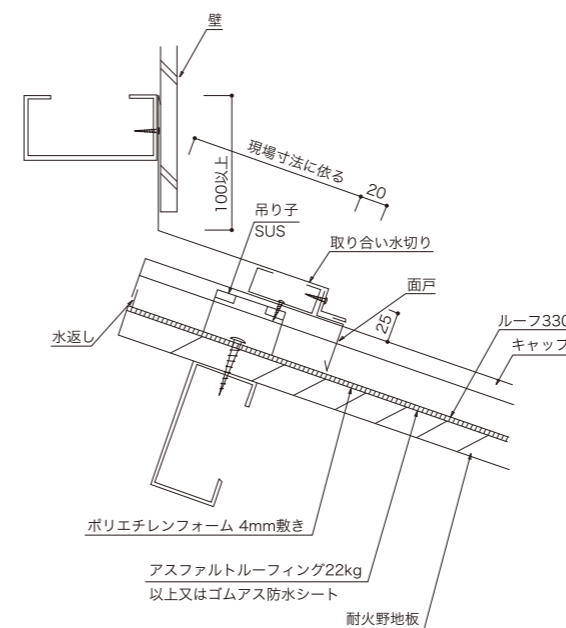 壁
現場寸法に依る
20
100以上
吊り子
SUS
取り合い水切り
面戸
25
ルーフ330
キャップ
水返し
ポリエチレンフォーム 4mm敷き
アスファルトルーフィング22kg
以上又はゴムアス防水シート
耐火野地板